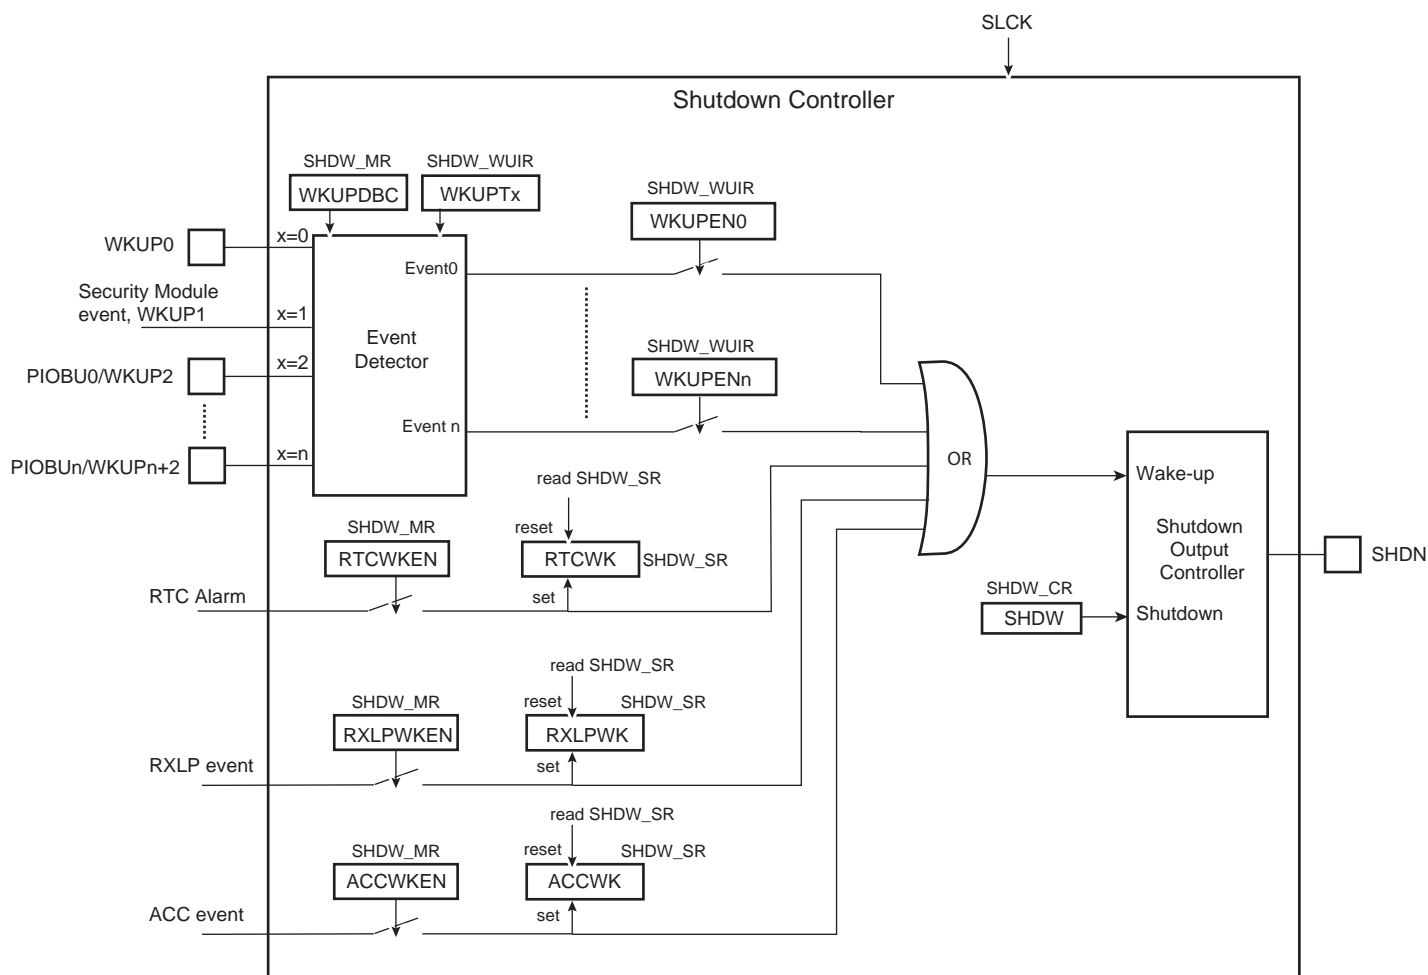 SLCK
Shutdown Controller
SHDW_MR
SHDW_WUIR
WKUPDBC
WKUPTx
SHDW_WUIR
WKUPEN0
WKUP0
x=0
Event0
Security Module
event, WKUP1
x=1
Event
Detector
SHDW_WUIR
WKUPENn
PIOBU0/WKUP2
x=2
Event n
PIOBUn/WKUPn+2
x=n
OR
Wake-up
Shutdown
Output
Controller
SHDN
read SHDW_SR
reset
SHDW_MR
RTCWKEN
RTCWK
SHDW_SR
RTC Alarm
set
SHDW_CR
SHDW
Shutdown
read SHDW_SR
SHDW_MR
reset
SHDW_SR
RXLPWKEN
RXLPWK
RXLP event
set
read SHDW_SR
SHDW_MR
reset
SHDW_SR
ACCWKEN
ACCWK
ACC event
set